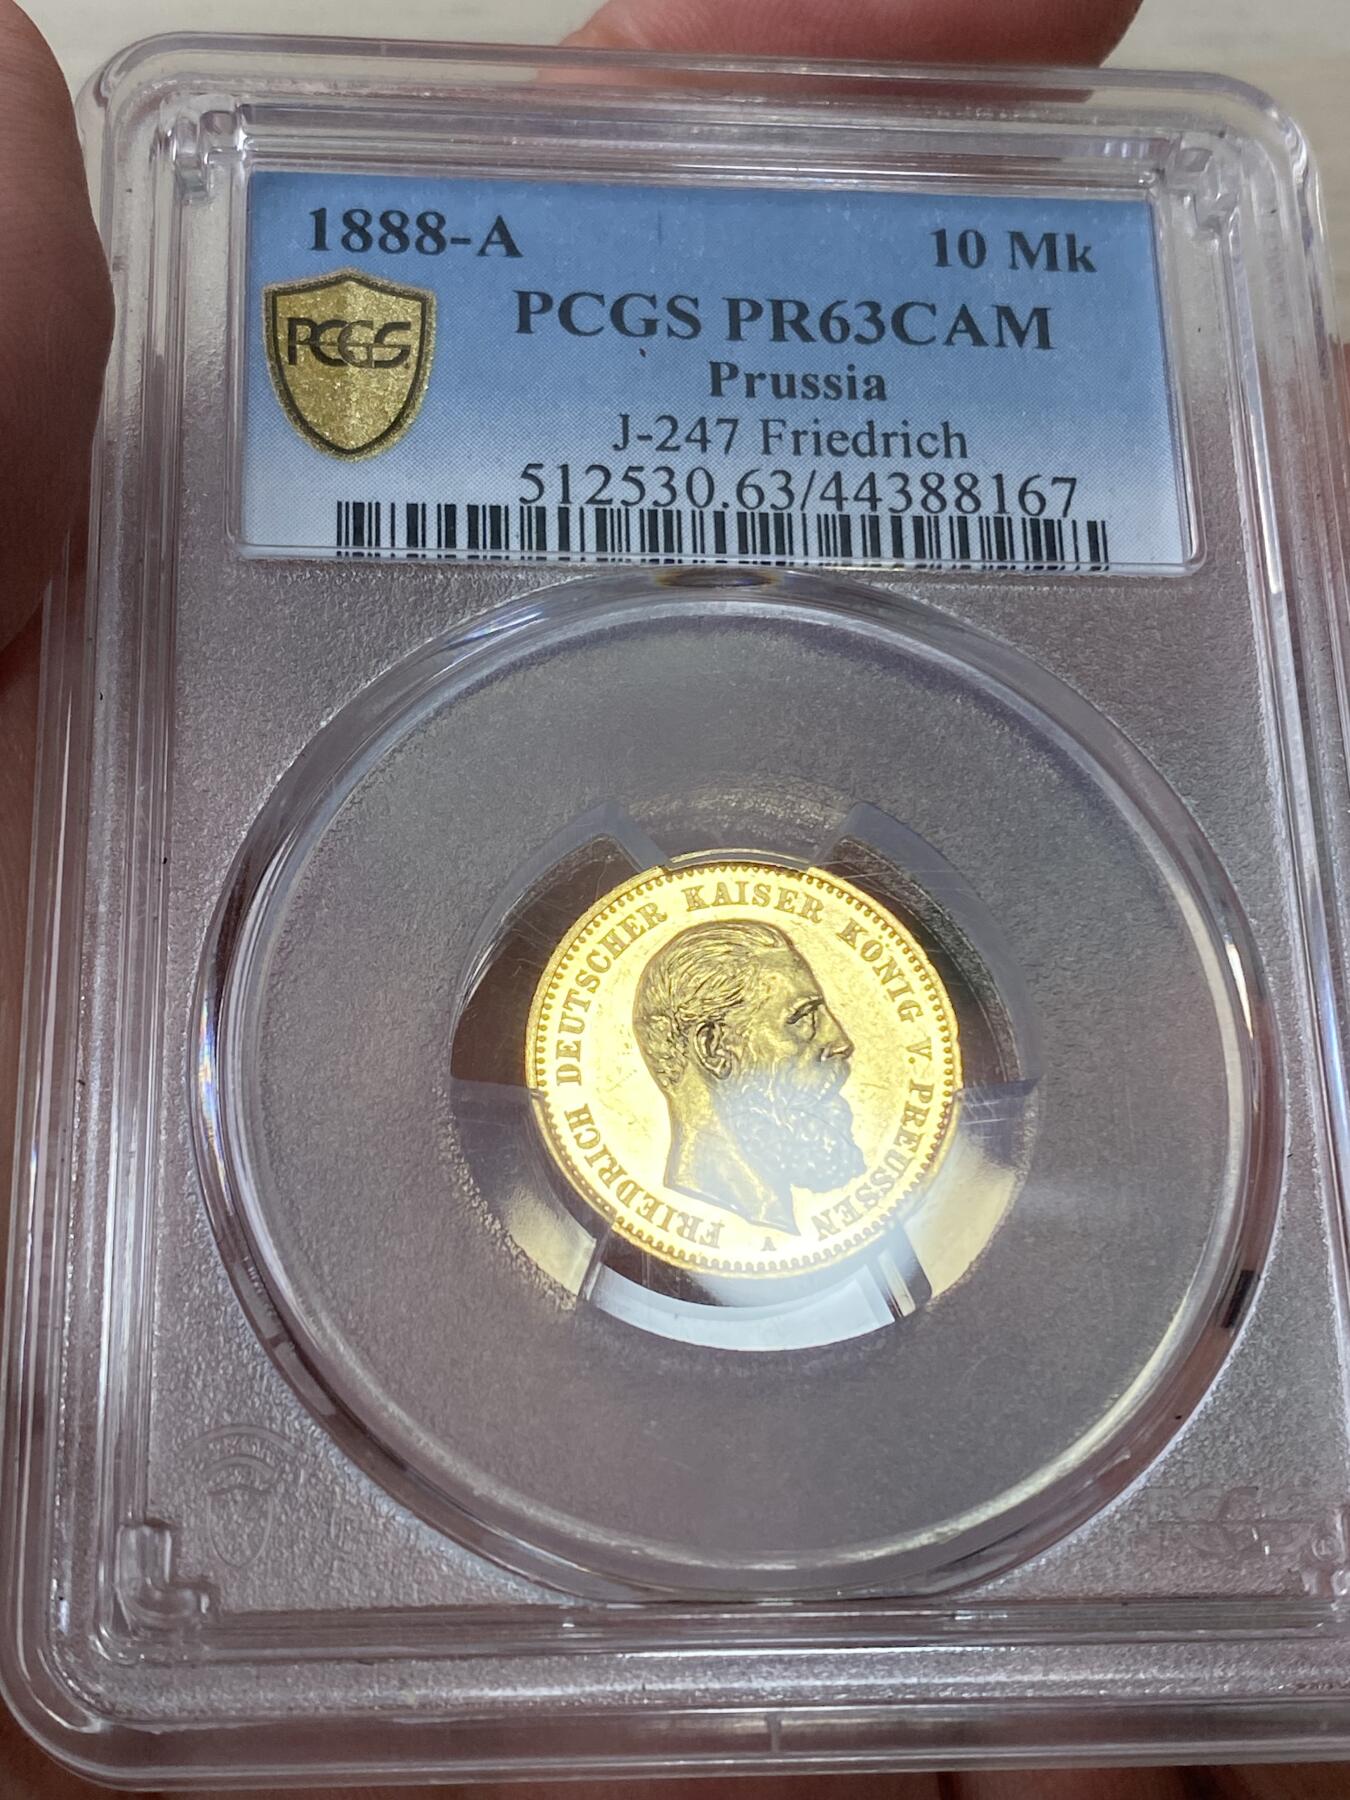 1888-A 10 Mk
PCGS PR63CAM
PCGS
Prussia
J-247 Friedrich
512530.63/44388167
FRIEDRICH DEUTSCHER KAISER KÖNIG V. PREUSSEN
A